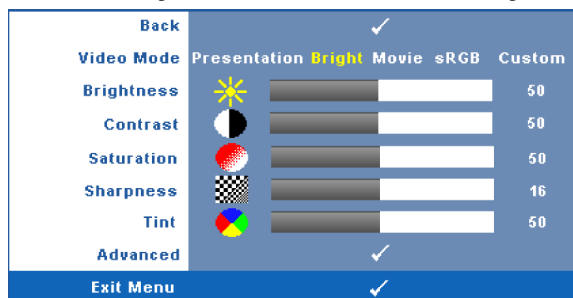 Back
Video Mode Presentation Bright Movie sRGB Custom
Brightness 50
Contrast 50
Saturation 50
Sharpness 16
Tint 50
Advanced
Exit Menu